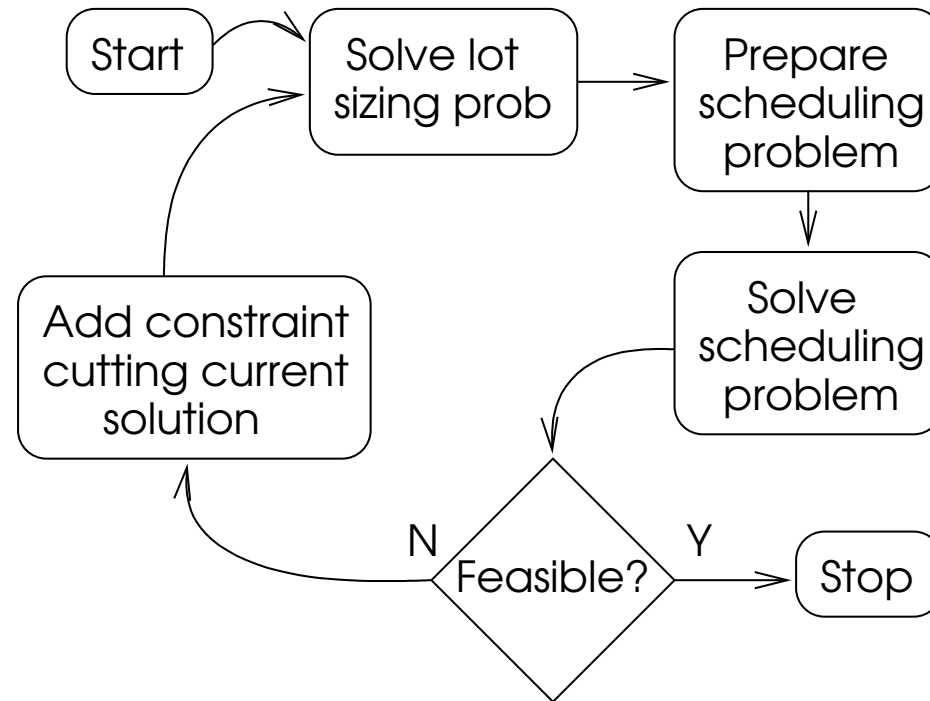 Start
Solve lot
sizing prob
Prepare
scheduling
problem
Solve
scheduling
problem
Feasible?
Y
Stop
N
Add constraint
cutting current
solution